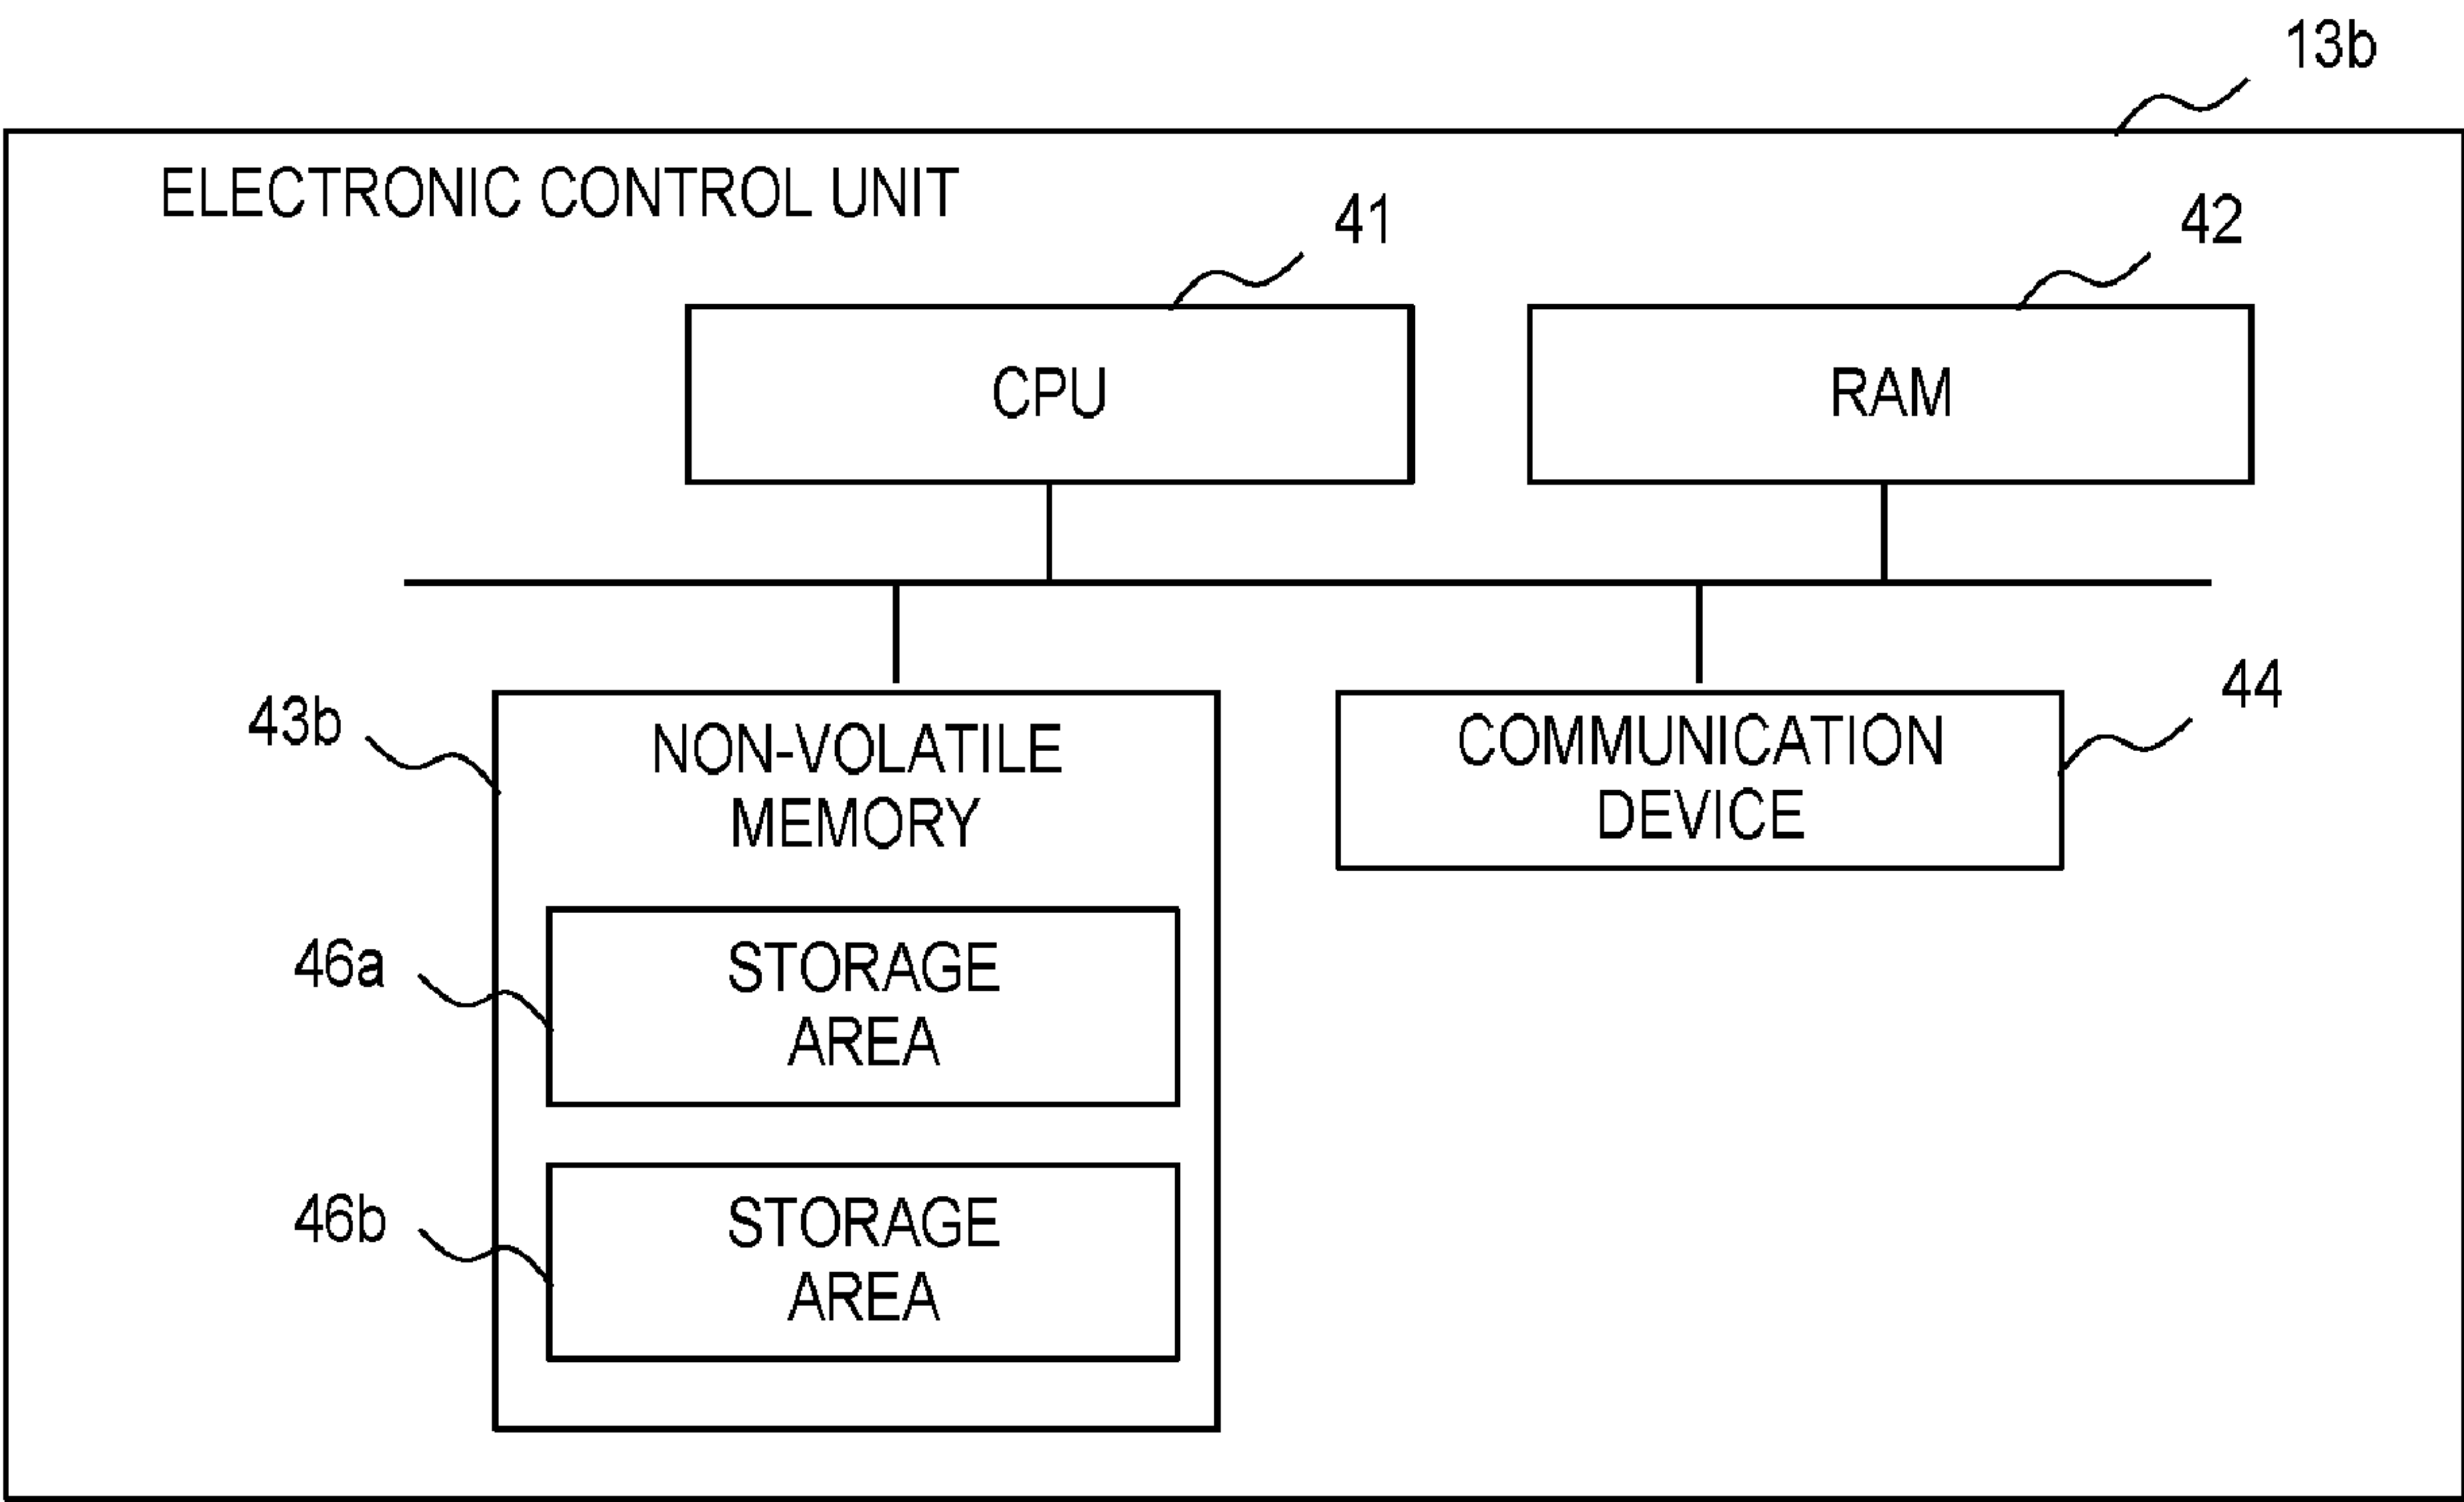 13b
ELECTRONIC CONTROL UNIT
41
42
CPU
RAM
43b
NON-VOLATILE
MEMORY
COMMUNICATION
DEVICE
44
46a
STORAGE
AREA
46b
STORAGE
AREA